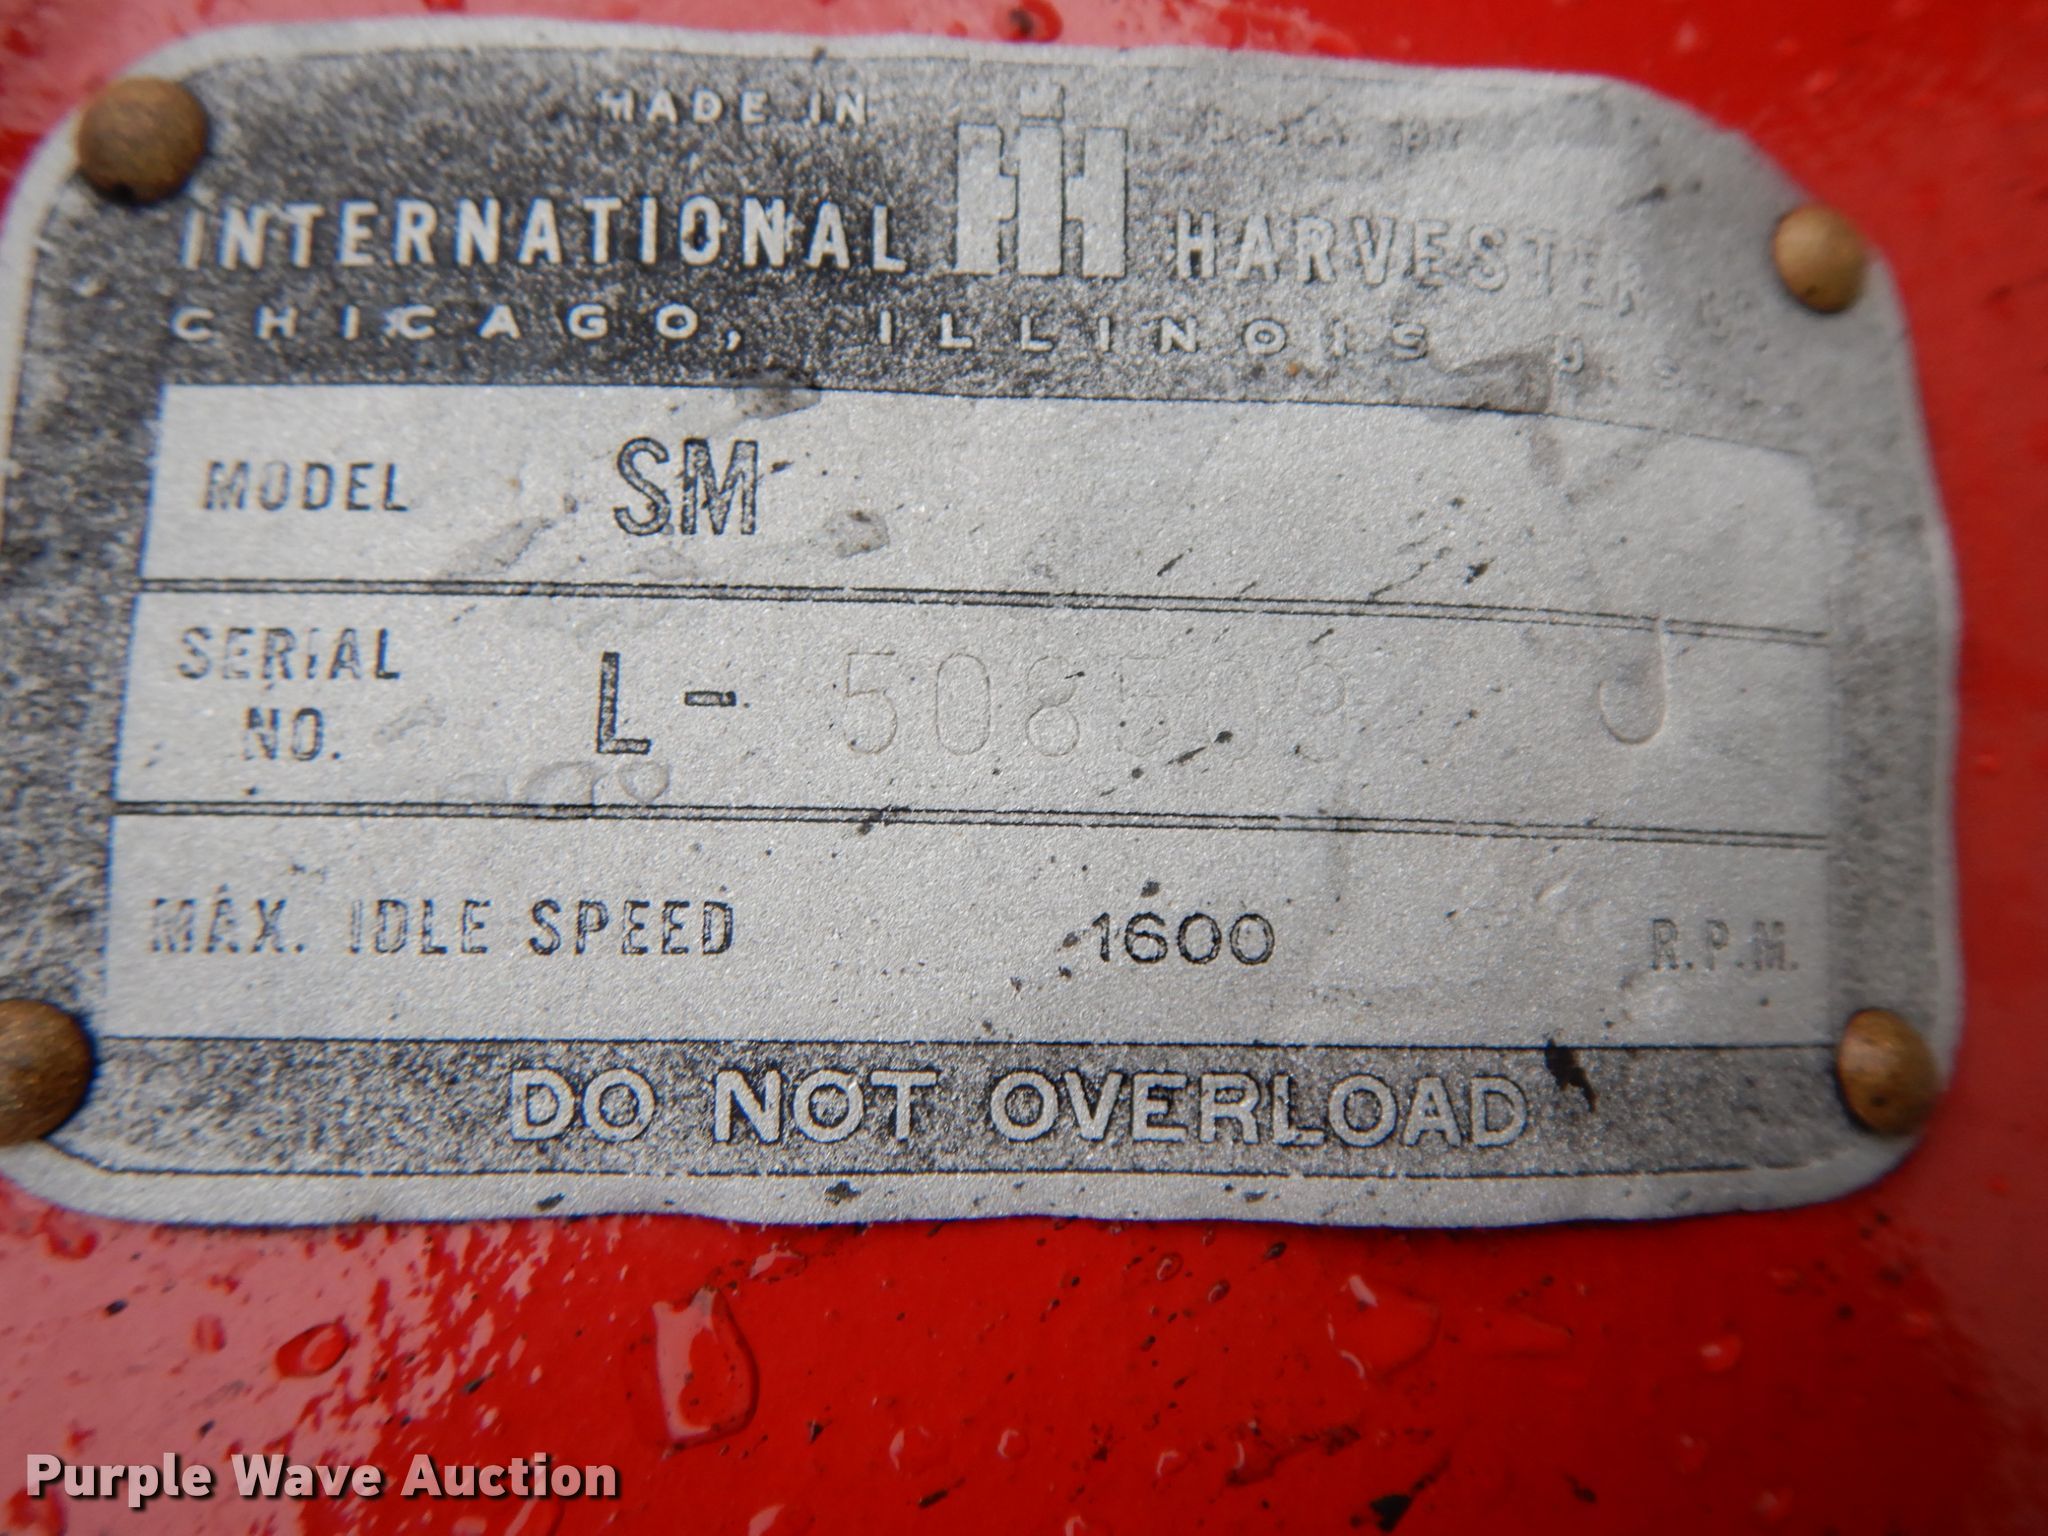 MADE IN
INTERNATIONAL IH HARVESTER
CHICAGO, ILLINOIS
MODEL SM
SERIAL NO. L- J
MAX. IDLE SPEED 1600 R.P.M.
DO NOT OVERLOAD
Purple Wave Auction